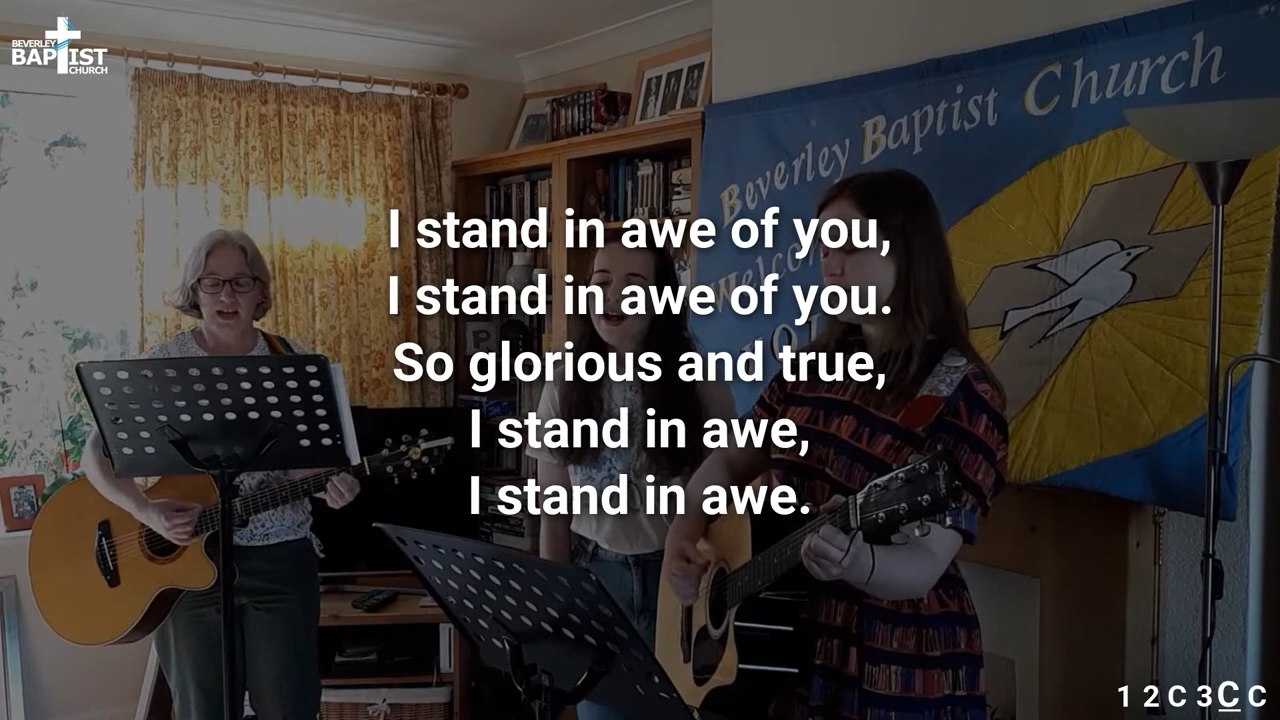 BEVERLEY
BAPTIST
CHURCH
Beverley Baptist Church
I stand in awe of you,
I stand in awe of you.
So glorious and true,
I stand in awe,
I stand in awe.
1 2 C 3 C C